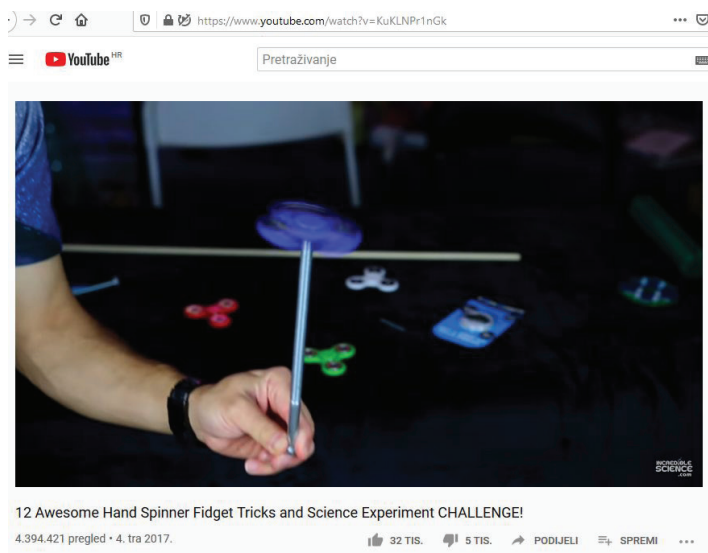 https://www.youtube.com/watch?v=KuKLNPr1nGk
YouTube HR
Pretraživanje
INCREDIBLE
SCIENCE
.com
12 Awesome Hand Spinner Fidget Tricks and Science Experiment CHALLENGE!
4.394.421 pregled • 4. tra 2017.
32 TIS. 5 TIS. PODIJELI SPREMI